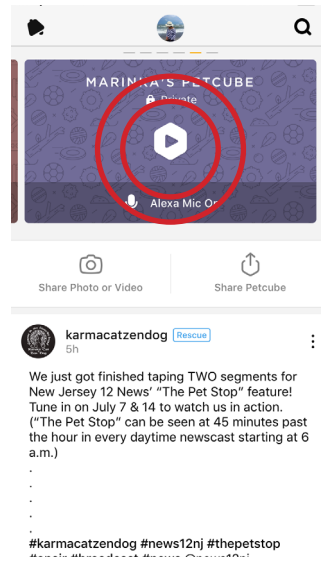 MARINKA'S PETCUBE
Private
Alexa Mic On
Share Photo or Video
Share Petcube
karmacatzendog Rescue
5h
We just got finished taping TWO segments for
New Jersey 12 News' “The Pet Stop” feature!
Tune in on July 7 & 14 to watch us in action.
(“The Pet Stop” can be seen at 45 minutes past
the hour in every daytime newscast starting at 6
a.m.)
.
.
.
.
.
#karmacatzendog #news12nj #thepetstop